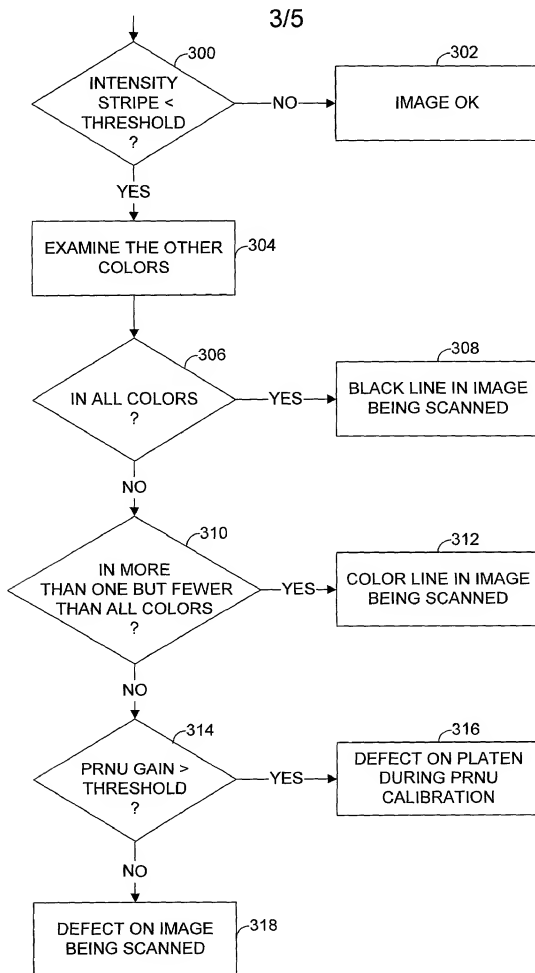 3/5
300
INTENSITY
STRIPE <
THRESHOLD
?
NO
302
IMAGE OK
YES
EXAMINE THE OTHER
COLORS
304
306
IN ALL COLORS
?
YES
308
BLACK LINE IN IMAGE
BEING SCANNED
NO
310
IN MORE
THAN ONE BUT FEWER
THAN ALL COLORS
?
YES
312
COLOR LINE IN IMAGE
BEING SCANNED
NO
314
PRNU GAIN >
THRESHOLD
?
YES
316
DEFECT ON PLATEN
DURING PRNU
CALIBRATION
NO
DEFECT ON IMAGE
BEING SCANNED
318